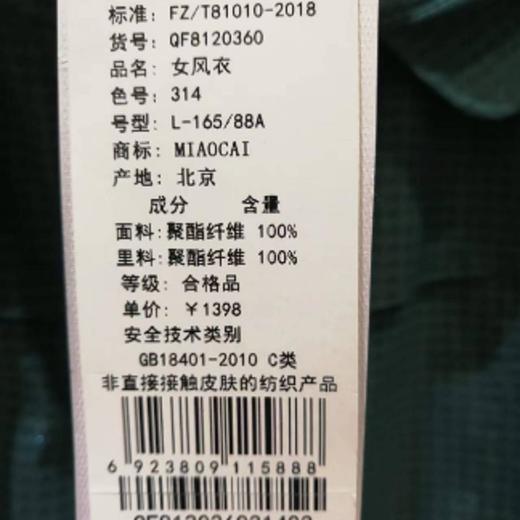 标准: FZ/T81010-2018
货号: QF8120360
品名: 女风衣
色号: 314
号型: L-165/88A
商标: MIAOCAI
产地: 北京
成分 含量
面料: 聚酯纤维 100%
里料: 聚酯纤维 100%
等级: 合格品
单价: ￥1398
安全技术类别
GB18401-2010 C类
非直接接触皮肤的纺织产品
6 923809 115888